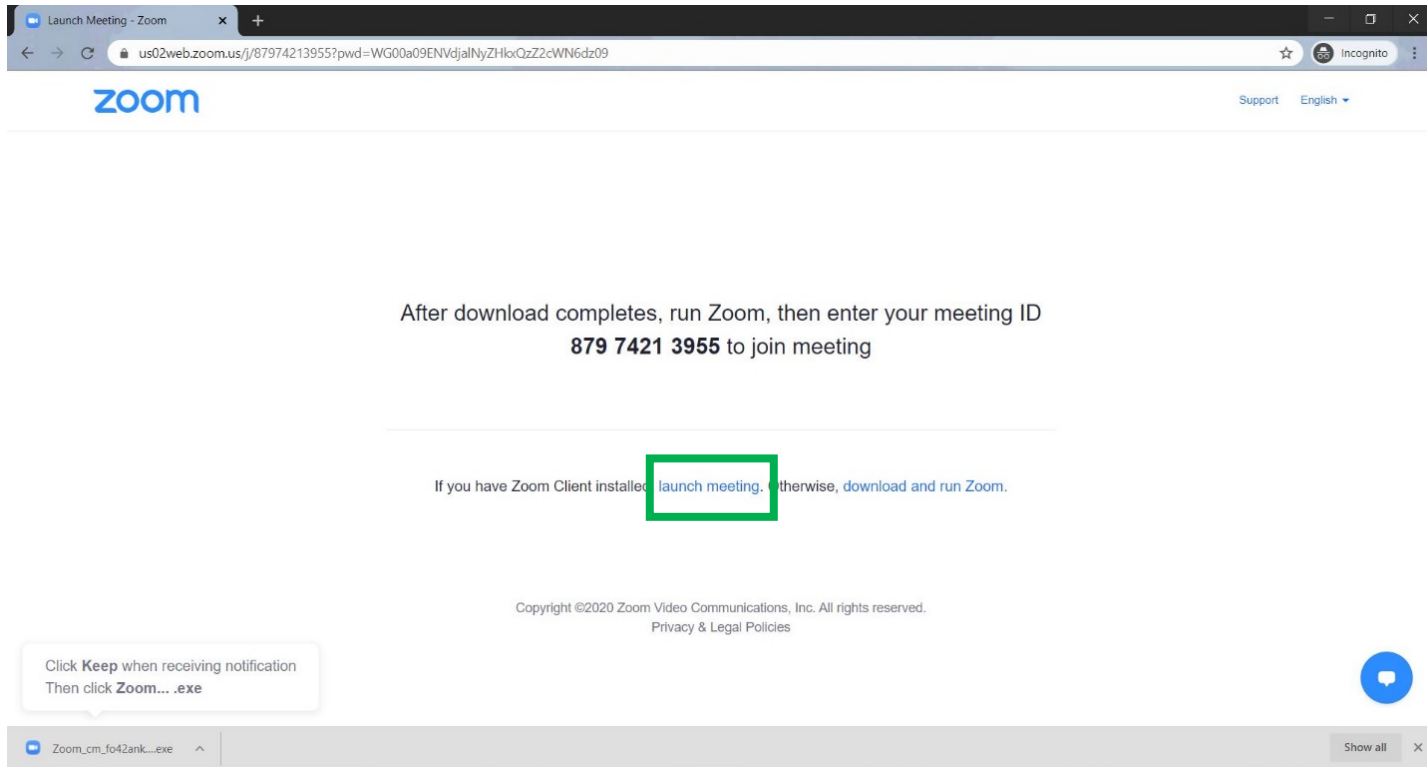 Launch Meeting - Zoom
us02web.zoom.us/j/87974213955?pwd=WG00a09ENVdjalNyZHkxQzZ2cWN6dz09
Incognito
zoom
Support English
After download completes, run Zoom, then enter your meeting ID
879 7421 3955 to join meeting
If you have Zoom Client installed launch meeting. Otherwise, download and run Zoom.
Copyright ©2020 Zoom Video Communications, Inc. All rights reserved.
Privacy & Legal Policies
Click Keep when receiving notification
Then click Zoom... .exe
Zoom_cm_fo42ank....exe
Show all